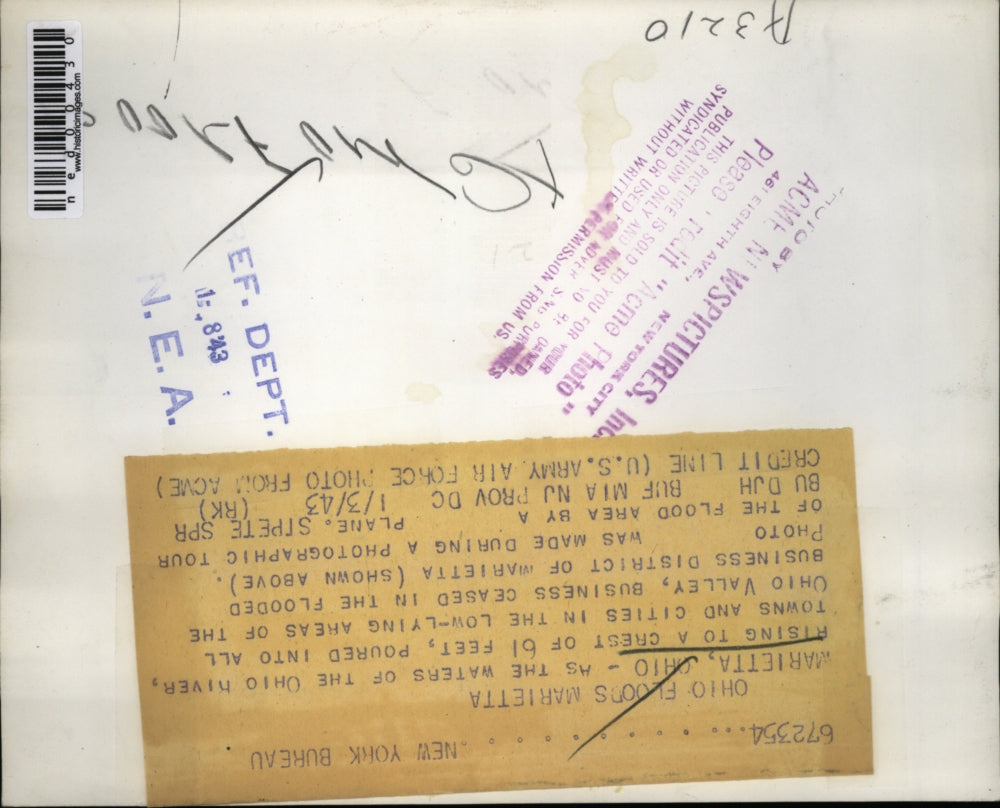 672354............ NEW YORK BUREAU
OHIO FLOODS MARIETTA
MARIETTA, OHIO - AS THE WATERS OF THE OHIO RIVER,
RISING TO A CREST OF 61 FEET, POURED INTO ALL
TOWNS AND CITIES IN THE LOW-LYING AREAS OF THE
OHIO VALLEY, BUSINESS CEASED IN THE FLOODED
BUSINESS DISTRICT OF MARIETTA (SHOWN ABOVE).
PHOTO WAS MADE DURING A PHOTOGRAPHIC TOUR
OF THE FLOOD AREA BY A PLANE. STPETE SPR
BU DJH BUF MIA NJ PROV DC 1/3/43 (RK)
CREDIT LINE (U.S.ARMY AIR FORCE PHOTO FROM ACME)
PHOTO BY
ACME NEWSPICTURES, Inc.
461 EIGHTH AVE., NEW YORK CITY
Please credit "Acme Photo"
THIS PICTURE IS SOLD TO YOU FOR YOUR
PUBLICATION ONLY AND MUST NOT BE LOANED,
SYNDICATED OR USED FOR ADVERTISING PURPOSES
WITHOUT WRITTEN PERMISSION FROM US
REF. DEPT.
8 '43
N. E. A.
A3210
ned00430
www.historicimages.com